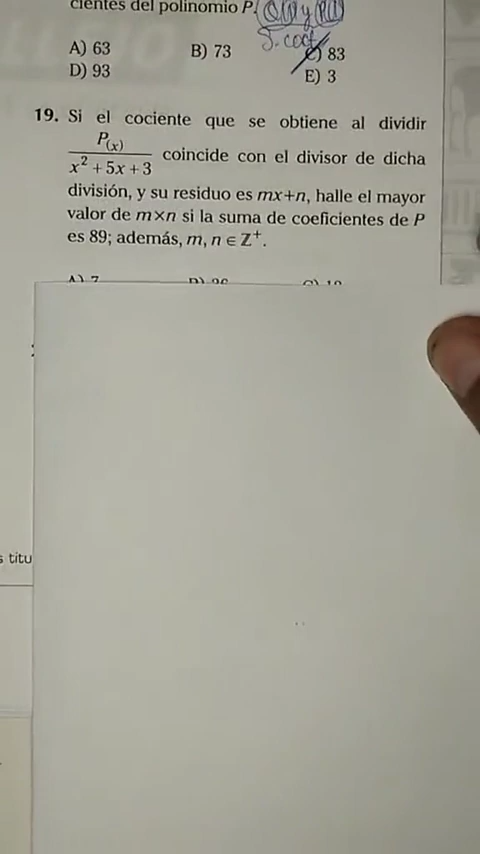 cientes del polinomio P.
A) 63 B) 73 C) 83
D) 93 E) 3
19. Si el cociente que se obtiene al dividir
P(x)
x² + 5x + 3
coincide con el divisor de dicha
división, y su residuo es mx+n, halle el mayor
valor de m×n si la suma de coeficientes de P
es 89; además, m, n ∈ ℤ⁺.
A) 7
s titu